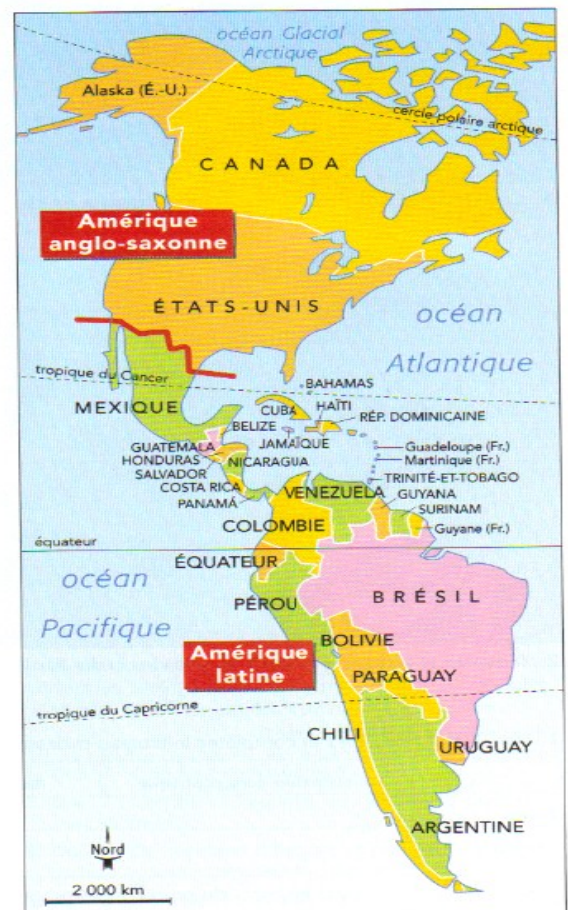 océan Glacial
Arctique
Alaska (É.-U.)
cercle polaire arctique
CANADA
Amérique
anglo-saxonne
ÉTATS-UNIS
océan
Atlantique
tropique du Cancer
BAHAMAS
MEXIQUE
CUBA
HAÏTI
RÉP. DOMINICAINE
BELIZE
JAMAÏQUE
GUATEMALA
HONDURAS
SALVADOR
NICARAGUA
COSTA RICA
PANAMÁ
Guadeloupe (Fr.)
Martinique (Fr.)
TRINITÉ-ET-TOBAGO
VENEZUELA
GUYANA
SURINAM
COLOMBIE
Guyane (Fr.)
équateur
ÉQUATEUR
océan
Pacifique
PÉROU
BRÉSIL
BOLIVIE
Amérique
latine
PARAGUAY
tropique du Capricorne
CHILI
URUGUAY
ARGENTINE
Nord
2 000 km